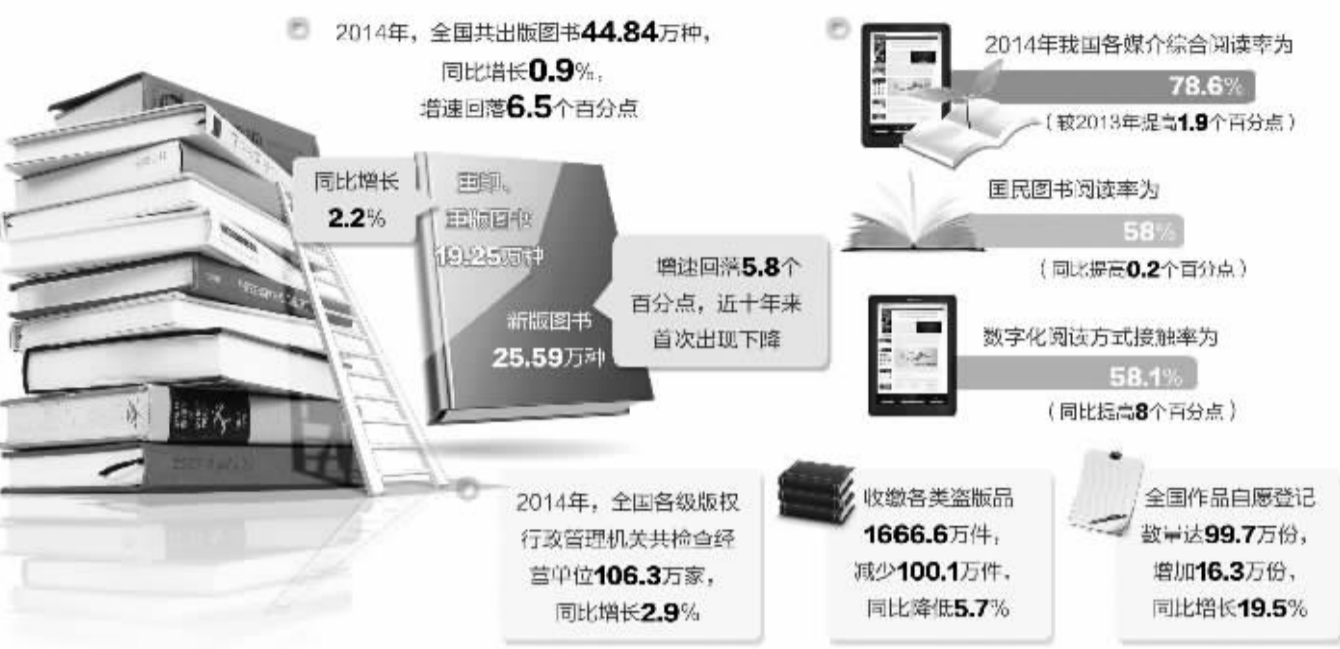 2014年，全国共出版图书44.84万种，
同比增长0.9%，
增速回落6.5个百分点
同比增长
2.2%
重印、
重版图书
19.25万种
新版图书
25.59万种
增速回落5.8个
百分点，近十年来
首次出现下降
2014年我国各媒介综合阅读率为
78.6%
（较2013年提高1.9个百分点）
国民图书阅读率为
58%
（同比提高0.2个百分点）
数字化阅读方式接触率为
58.1%
（同比提高8个百分点）
2014年，全国各级版权
行政管理机关共检查经
营单位106.3万家，
同比增长2.9%
收缴各类盗版品
1666.6万件，
减少100.1万件，
同比降低5.7%
全国作品自愿登记
数量达99.7万份，
增加16.3万份，
同比增长19.5%